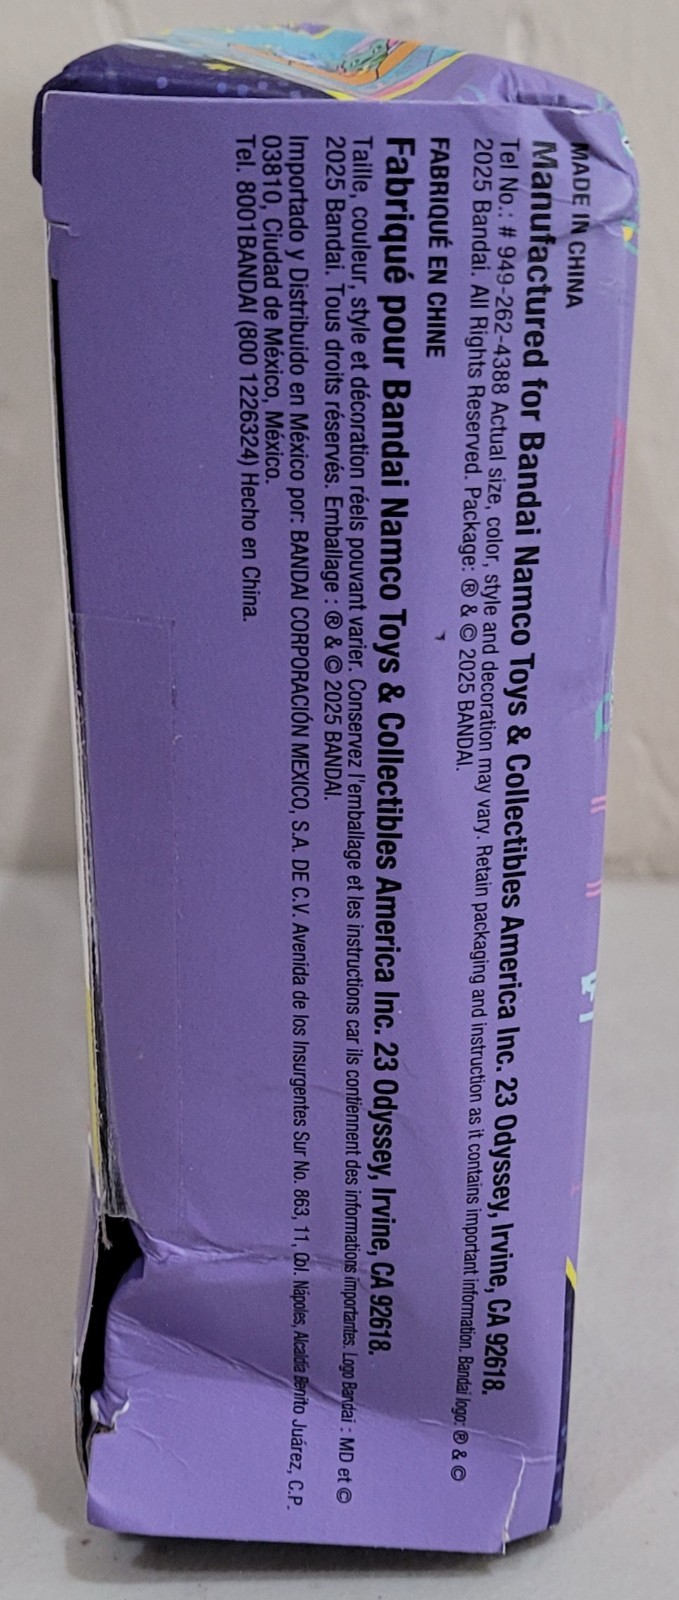 MADE IN CHINA
Manufactured for Bandai Namco Toys & Collectibles America Inc. 23 Odyssey, Irvine, CA 92618.
Tel No.: # 949-262-4388 Actual size, color, style and decoration may vary. Retain packaging and instruction as it contains important information. Bandai logo: ® & ©
2025 Bandai. All Rights Reserved. Package: ® & © 2025 BANDAI.
FABRIQUÉ EN CHINE
Fabriqué pour Bandai Namco Toys & Collectibles America Inc. 23 Odyssey, Irvine, CA 92618.
Taille, couleur, style et décoration réels pouvant varier. Conservez l'emballage et les instructions car ils contiennent des informations importantes. Logo Bandai : MD et ©
2025 Bandai. Tous droits réservés. Emballage : ® & © 2025 BANDAI.
Importado y Distribuido en México por: BANDAI CORPORACIÓN MEXICO, S.A. DE C.V. Avenida de los Insurgentes Sur No. 863, 11, Col. Nápoles, Alcaldía Benito Juárez, C.P.
03810, Ciudad de México, México.
Tel. 8001BANDAI (800 1226324) Hecho en China.